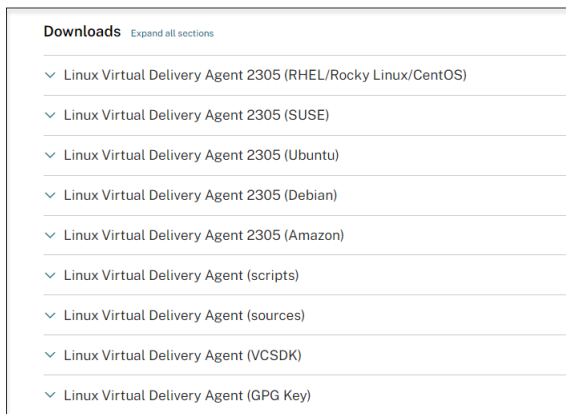 Downloads Expand all sections
Linux Virtual Delivery Agent 2305 (RHEL/Rocky Linux/CentOS)
Linux Virtual Delivery Agent 2305 (SUSE)
Linux Virtual Delivery Agent 2305 (Ubuntu)
Linux Virtual Delivery Agent 2305 (Debian)
Linux Virtual Delivery Agent 2305 (Amazon)
Linux Virtual Delivery Agent (scripts)
Linux Virtual Delivery Agent (sources)
Linux Virtual Delivery Agent (VCSDK)
Linux Virtual Delivery Agent (GPG Key)